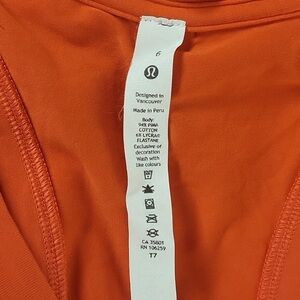 6
Designed in
Vancouver
Made in Peru
Body:
94% PIMA
COTTON
6% LYCRA®
ELASTANE
Exclusive of
decoration
Wash with
like colours
CA 35801
RN 106259
T7